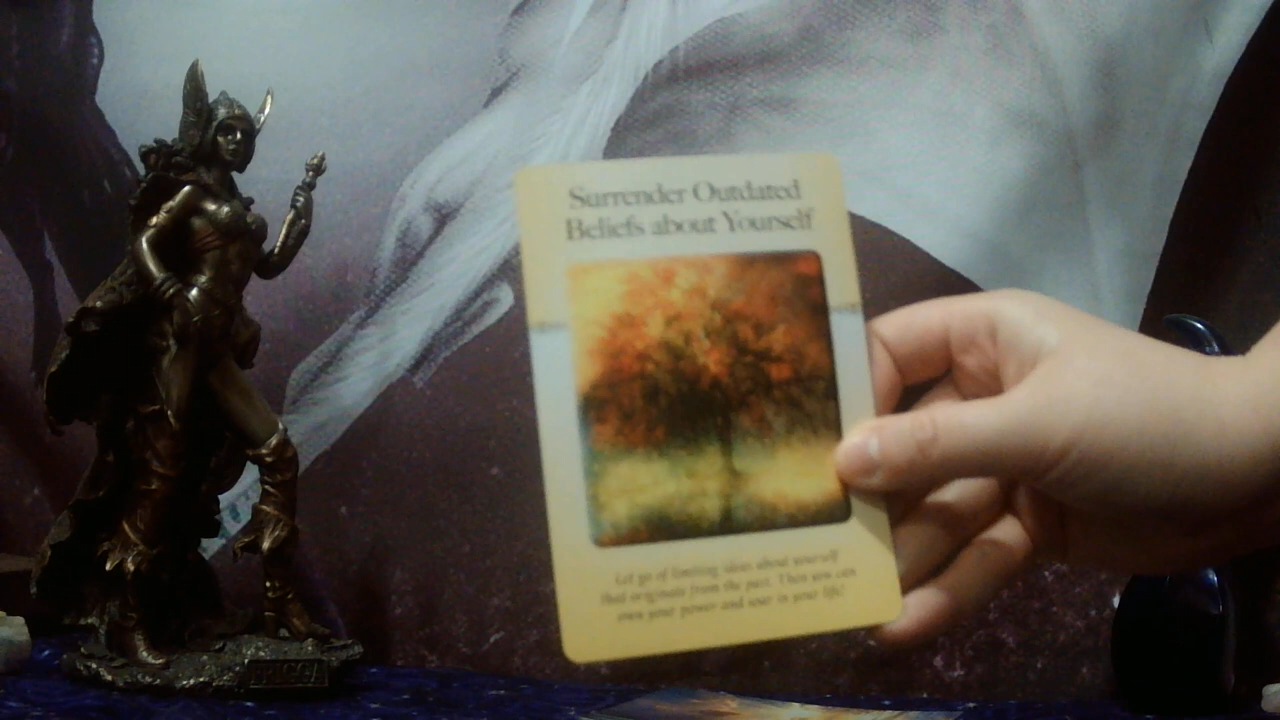 Surrender Outdated
Beliefs about Yourself
Let go of limiting ideas about yourself
that originate from the past. Then you can
own your power and soar in your life!
FRIGGA